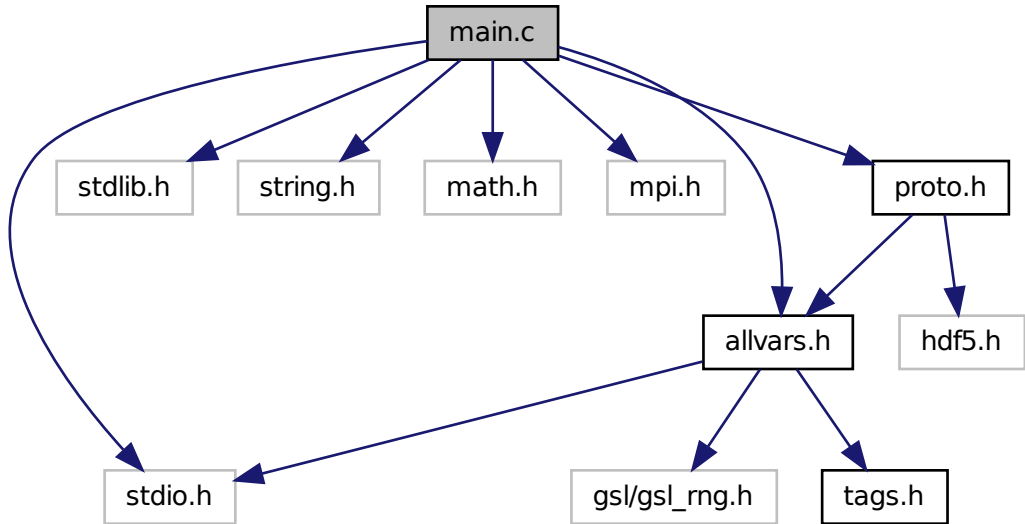 main.c
stdlib.h
string.h
math.h
mpi.h
proto.h
allvars.h
hdf5.h
stdio.h
gsl/gsl_rng.h
tags.h